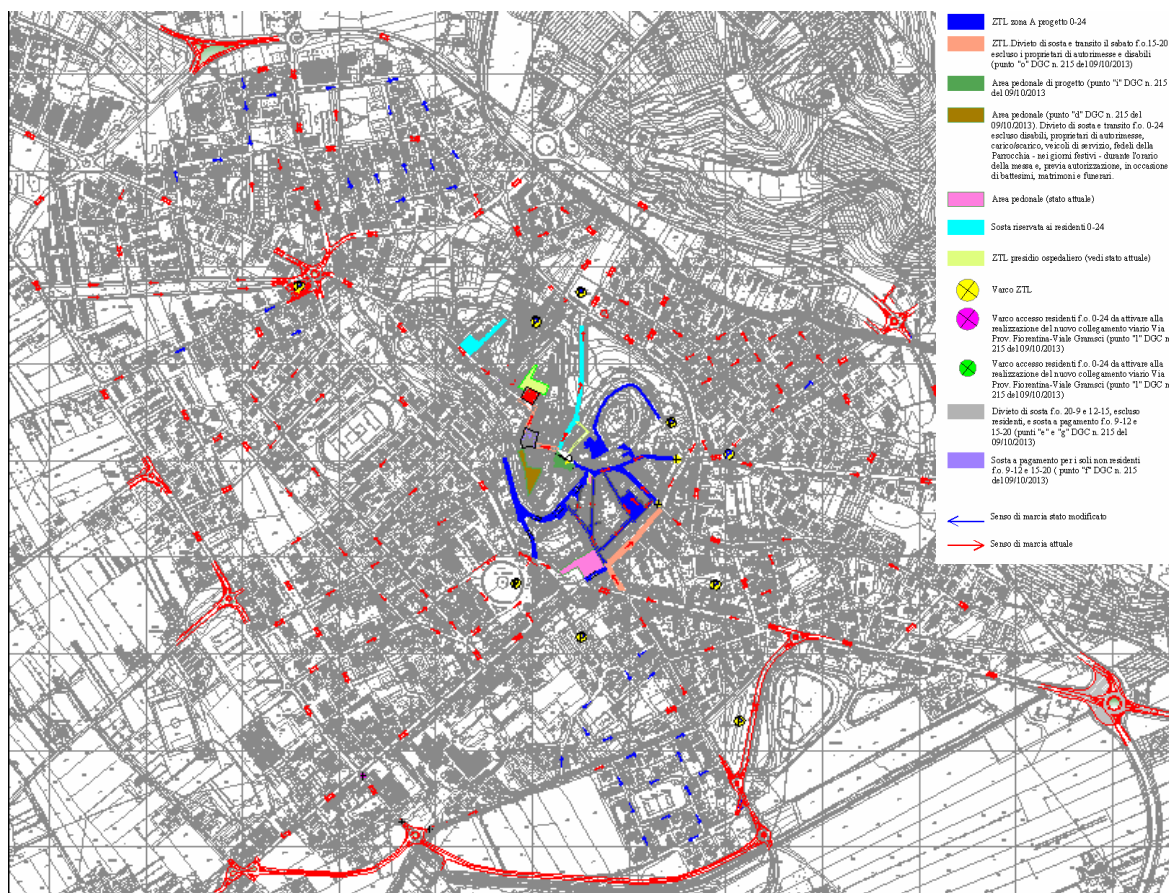 ZTL zona A progetto 0-24
ZTL. Divieto di sosta e transito il sabato f.o.15-20
escluso i proprietari di autorimesse e disabili
(punto "o" DGC n. 215 del 09/10/2013)
Area pedonale di progetto (punto "i" DGC n. 215
del 09/10/2013
Area pedonale (punto "d" DGC n. 215 del
09/10/2013). Divieto di sosta e transito f.o. 0-24
escluso disabili, proprietari di autorimesse,
carico/scarico, veicoli di servizio, fedeli della
Parrocchia - nei giorni festivi - durante l'orario
della messa e, previa autorizzazione, in occasione
di battesimi, matrimoni e funerari.
Area pedonale (stato attuale)
Sosta riservata ai residenti 0-24
ZTL presidio ospedaliero (vedi stato attuale)
Varco ZTL
Varco accesso residenti f.o. 0-24 da attivare alla
realizzazione del nuovo collegamento viario Via
Prov. Fiorentina-Viale Gramsci (punto "l" DGC n.
215 del 09/10/2013)
Varco accesso residenti f.o. 0-24 da attivare alla
realizzazione del nuovo collegamento viario Via
Prov. Fiorentina-Viale Gramsci (punto "l" DGC n
215 del 09/10/2013)
Divieto di sosta f.o. 20-9 e 12-15, escluso
residenti, e sosta a pagamento f.o. 9-12 e
15-20 (punti "e" e "g" DGC n. 215 del
09/10/2013)
Sosta a pagamento per i soli non residenti
f.o. 9-12 e 15-20 ( punto "f" DGC n. 215
del 09/10/2013)
Senso di marcia stato modificato
Senso di marcia attuale